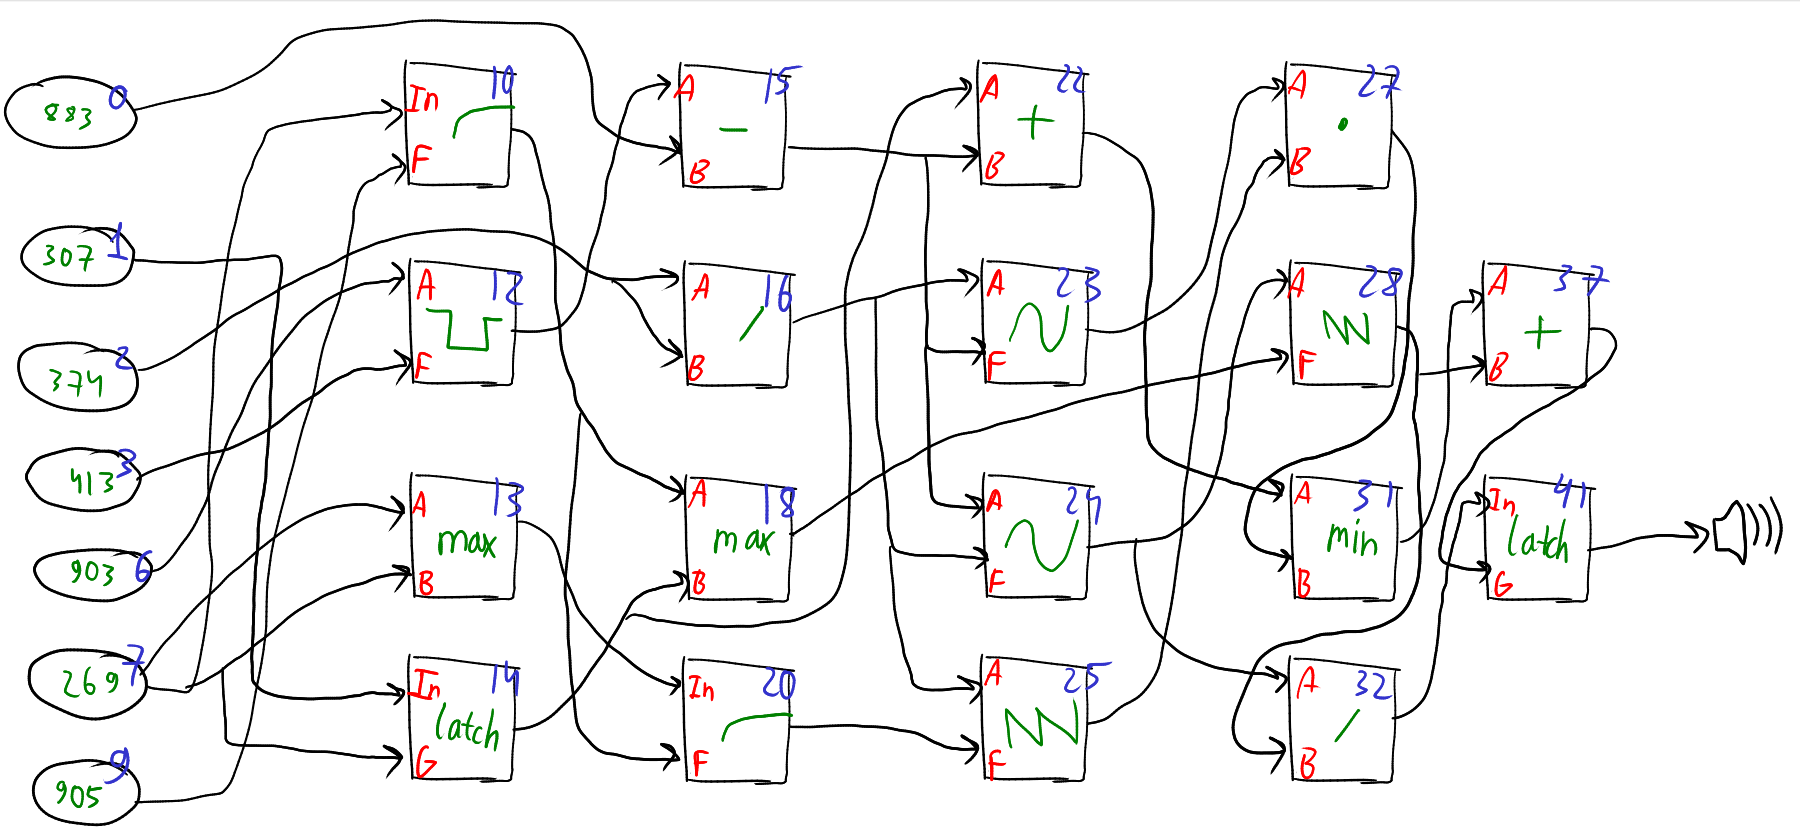 883 0
307 1
374 2
413 3
903 6
269 7
905 9
In 10
F
A 12
F
A 13
max
B
In 14
latch
G
A 15
−
B
A 16
/
B
A 18
max
B
In 20
F
A 22
+
B
A 23
F
A 24
F
A 25
F
A 27
·
B
A 28
F
A 31
min
B
A 32
/
B
A 37
+
B
In 41
latch
G